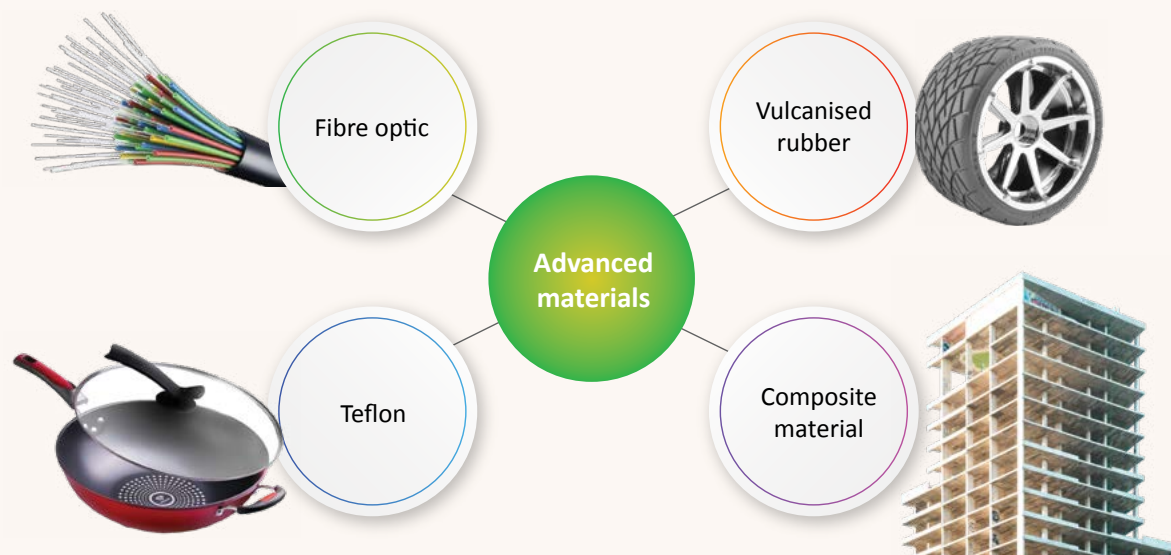 Fibre optic
Vulcanised
rubber
Advanced
materials
Teflon
Composite
material